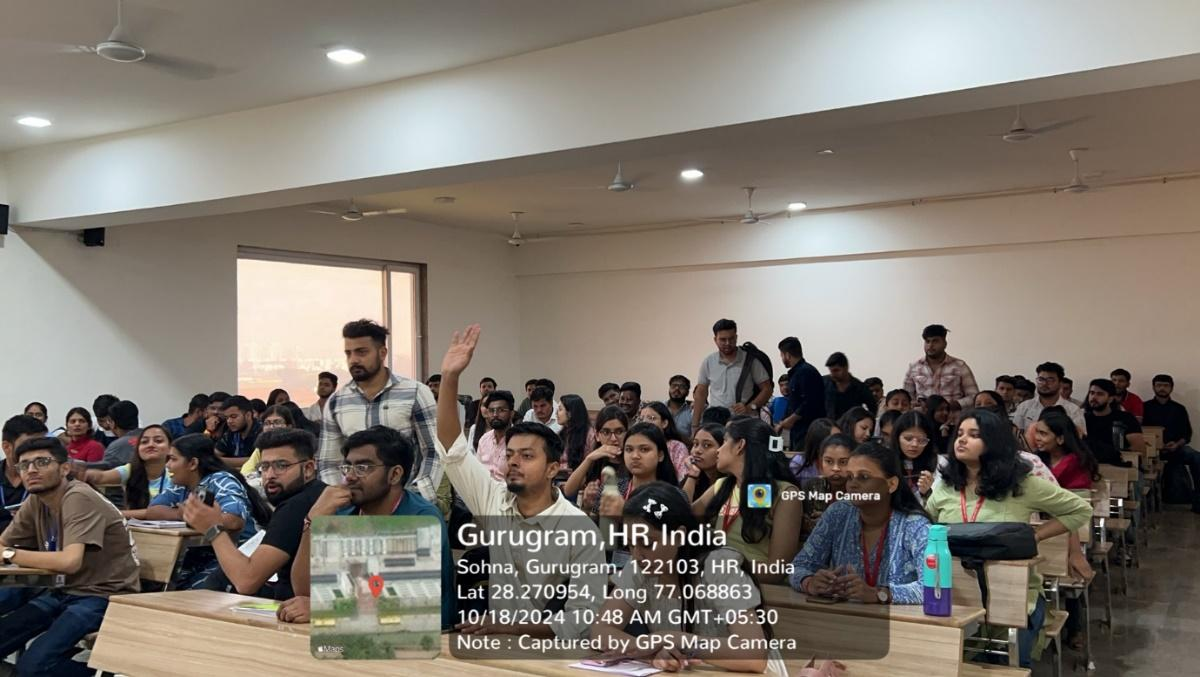 GPS Map Camera
Gurugram,HR,India
Sohna, Gurugram, 122103, HR, India
Lat 28.270954, Long 77.068863
10/18/2024 10:48 AM GMT+05:30
Note : Captured by GPS Map Camera
Maps